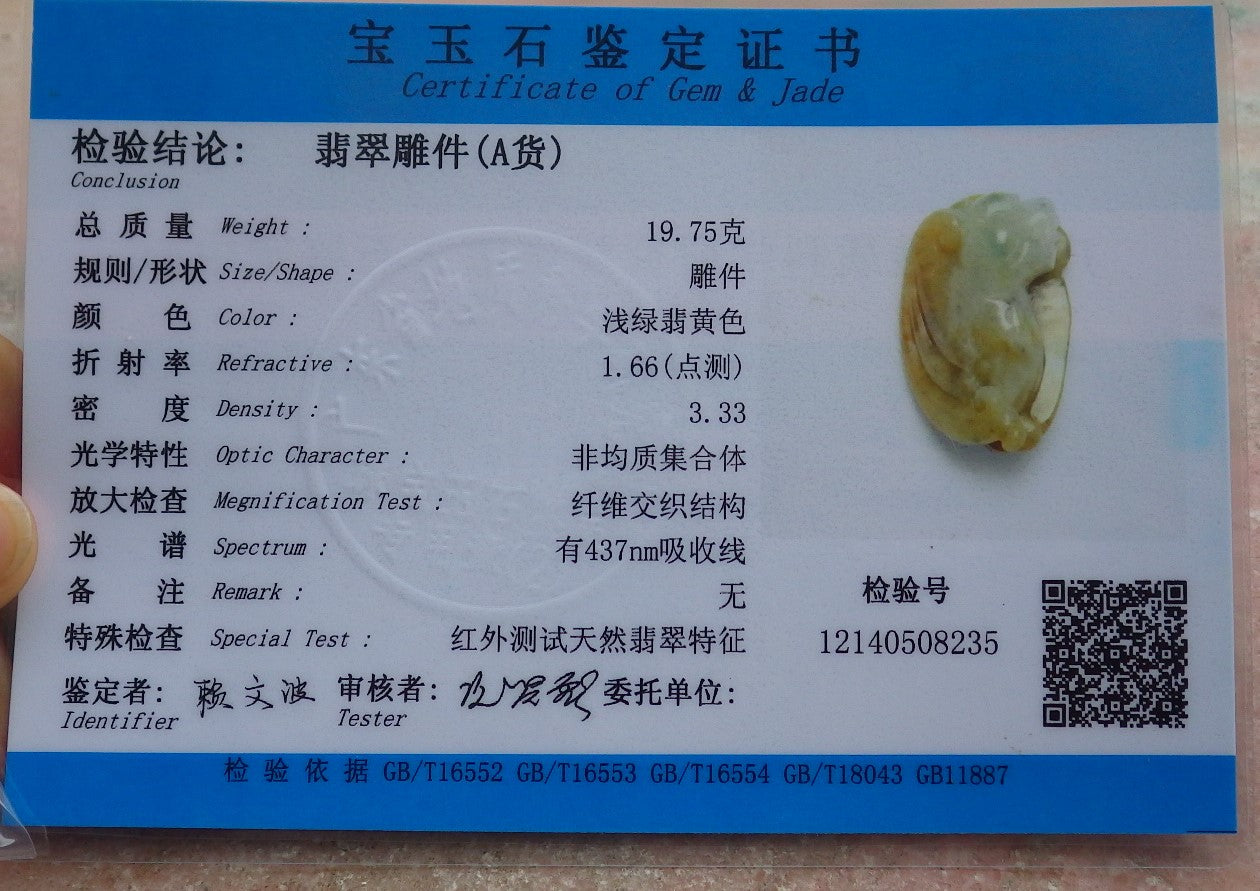 宝玉石鉴定证书
Certificate of Gem & Jade
检验结论: 翡翠雕件(A货)
Conclusion
总质量 Weight : 19.75克
规则/形状 Size/Shape : 雕件
颜色 Color : 浅绿翡黄色
折射率 Refractive : 1.66(点测)
密度 Density : 3.33
光学特性 Optic Character : 非均质集合体
放大检查 Megnification Test : 纤维交织结构
光谱 Spectrum : 有437nm吸收线
备注 Remark : 无
检验号
特殊检查 Special Test : 红外测试天然翡翠特征
12140508235
鉴定者: 赖文波 审核者: 委托单位:
Identifier Tester
检验依据 GB/T16552 GB/T16553 GB/T16554 GB/T18043 GB11887